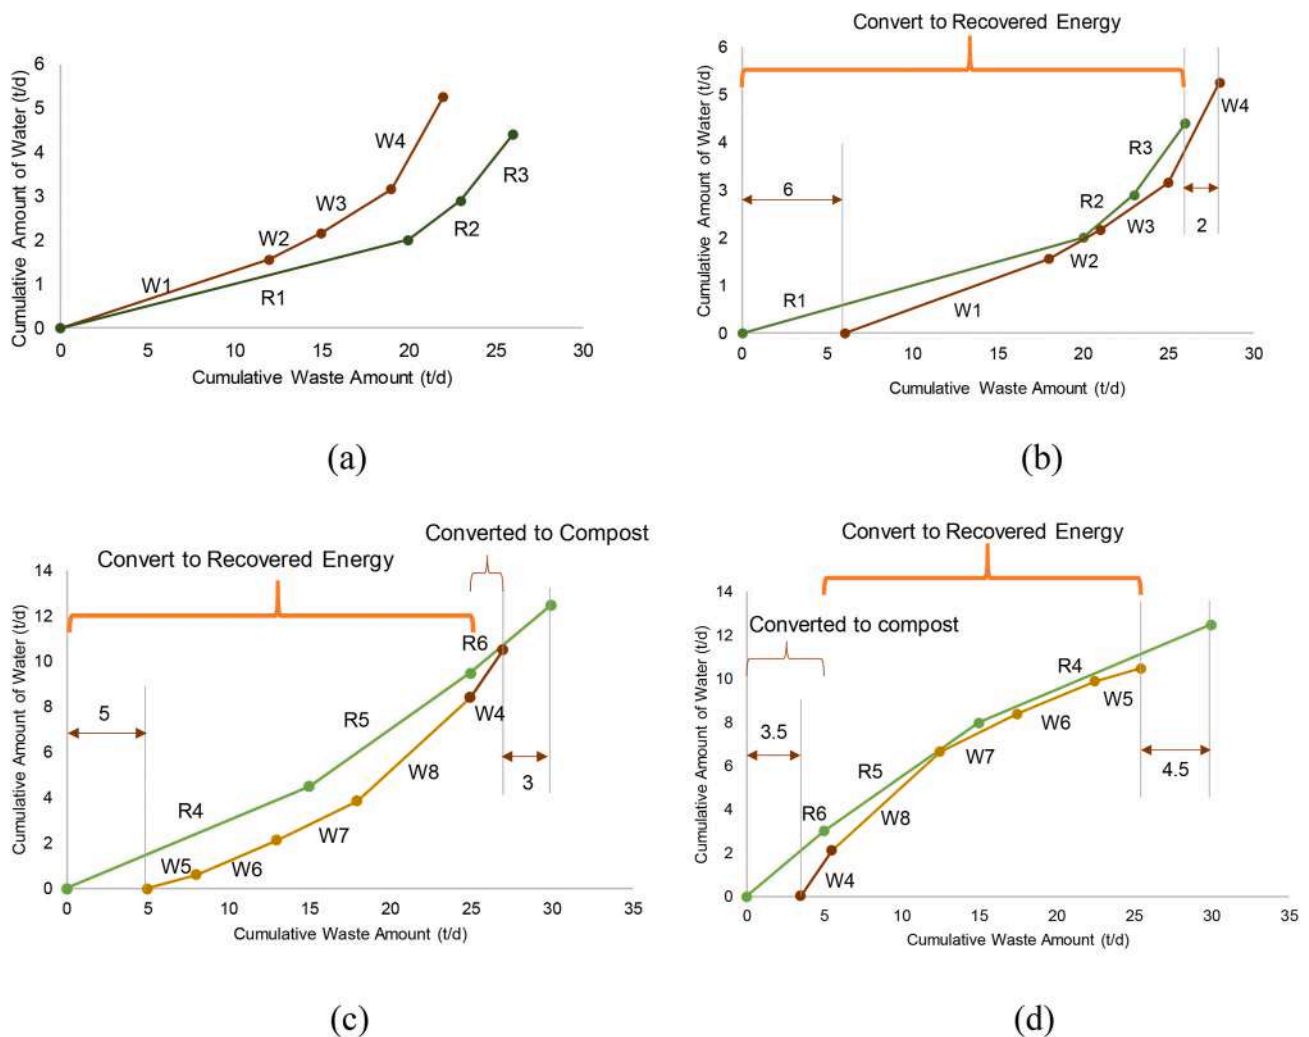 6
5
4
3
2
1
0
0
5
10
15
20
25
30
Cumulative Amount of Water (t/d)
Cumulative Waste Amount (t/d)
W1
W2
W3
W4
R1
R2
R3
(a)
Convert to Recovered Energy
6
5
4
3
2
1
0
0
5
10
15
20
25
30
Cumulative Amount of Water (t/d)
Cumulative Waste Amount (t/d)
6
2
R1
R2
R3
W1
W2
W3
W4
(b)
Converted to Compost
Convert to Recovered Energy
14
12
10
8
6
4
2
0
0
5
10
15
20
25
30
35
Cumulative Amount of Water (t/d)
Cumulative Waste Amount (t/d)
5
3
R4
R5
R6
W5
W6
W7
W8
W4
(c)
Convert to Recovered Energy
Converted to compost
14
12
10
8
6
4
2
0
0
5
10
15
20
25
30
35
Cumulative Amount of Water (t/d)
Cumulative Waste Amount (t/d)
3.5
4.5
R6
R5
R4
W4
W8
W7
W6
W5
(d)